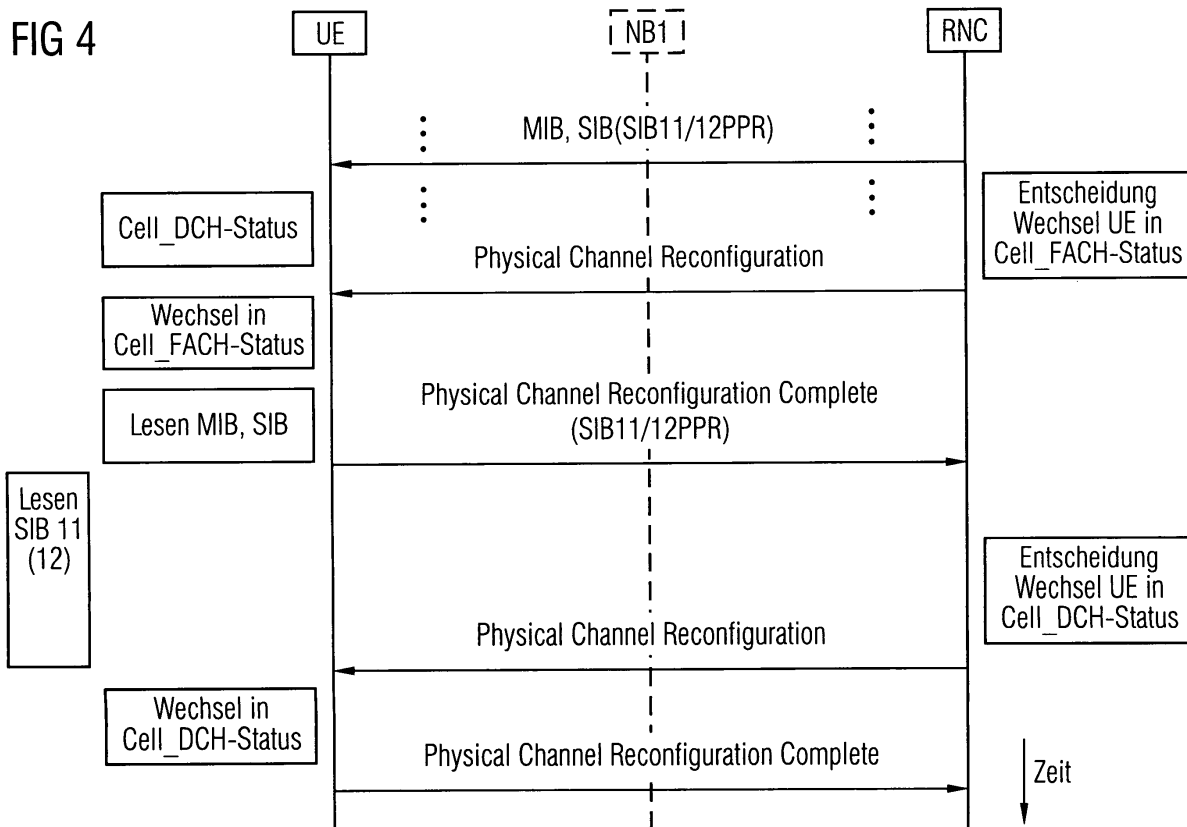 FIG 4
UE
NB1
RNC
MIB, SIB(SIB11/12PPR)
Cell_DCH-Status
Entscheidung
Wechsel UE in
Cell_FACH-Status
Physical Channel Reconfiguration
Wechsel in
Cell_FACH-Status
Lesen MIB, SIB
Physical Channel Reconfiguration Complete
(SIB11/12PPR)
Lesen
SIB 11
(12)
Entscheidung
Wechsel UE in
Cell_DCH-Status
Physical Channel Reconfiguration
Wechsel in
Cell_DCH-Status
Physical Channel Reconfiguration Complete
Zeit